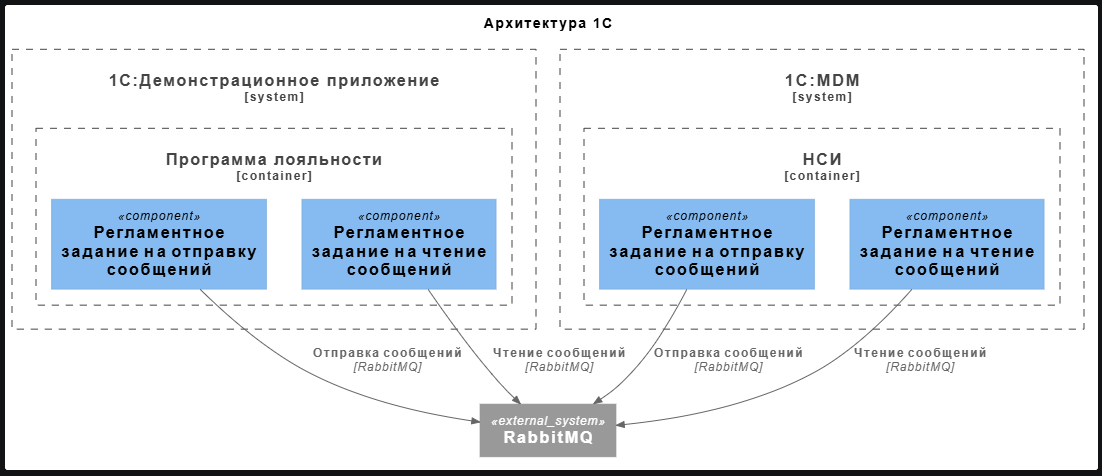 Архитектура 1С
1С:Демонстрационное приложение
[system]
Программа лояльности
[container]
«component»
Регламентное
задание на отправку
сообщений
«component»
Регламентное
задание на чтение
сообщений
1С:MDM
[system]
НСИ
[container]
«component»
Регламентное
задание на отправку
сообщений
«component»
Регламентное
задание на чтение
сообщений
Отправка сообщений
[RabbitMQ]
Чтение сообщений
[RabbitMQ]
Отправка сообщений
[RabbitMQ]
Чтение сообщений
[RabbitMQ]
«external_system»
RabbitMQ